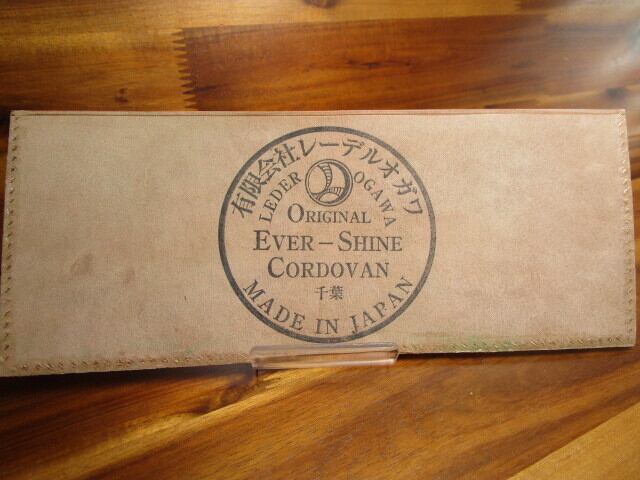 有限会社レーデルオガワ
LEDER OGAWA
ORIGINAL
EVER-SHINE
CORDOVAN
千葉
MADE IN JAPAN